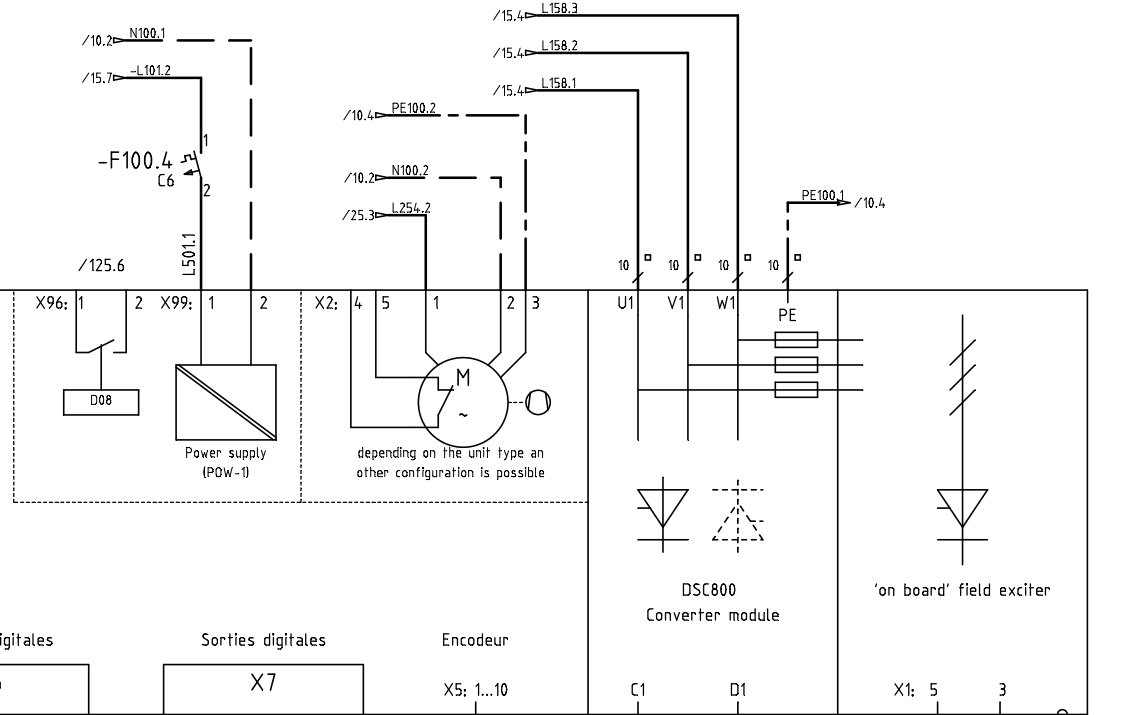 /15.4 L158.3
/10.2 N100.1
/15.4 L158.2
/15.7 -L101.2
/15.4 L158.1
/10.4 PE100.2
1
-F100.4
C6
2
/10.2 N100.2
PE100.1 /10.4
/25.3 L254.2
L501.1
/125.6
10 10 10 10
X96: 1 2 X99: 1 2 X2: 4 5 1 2 3 U1 V1 W1
PE
M
~
D08
Power supply
(POW-1)
depending on the unit type an
other configuration is possible
DSC800
Converter module
'on board' field exciter
igitales Sorties digitales Encodeur
X7
X5: 1...10 C1 D1 X1: 5 3